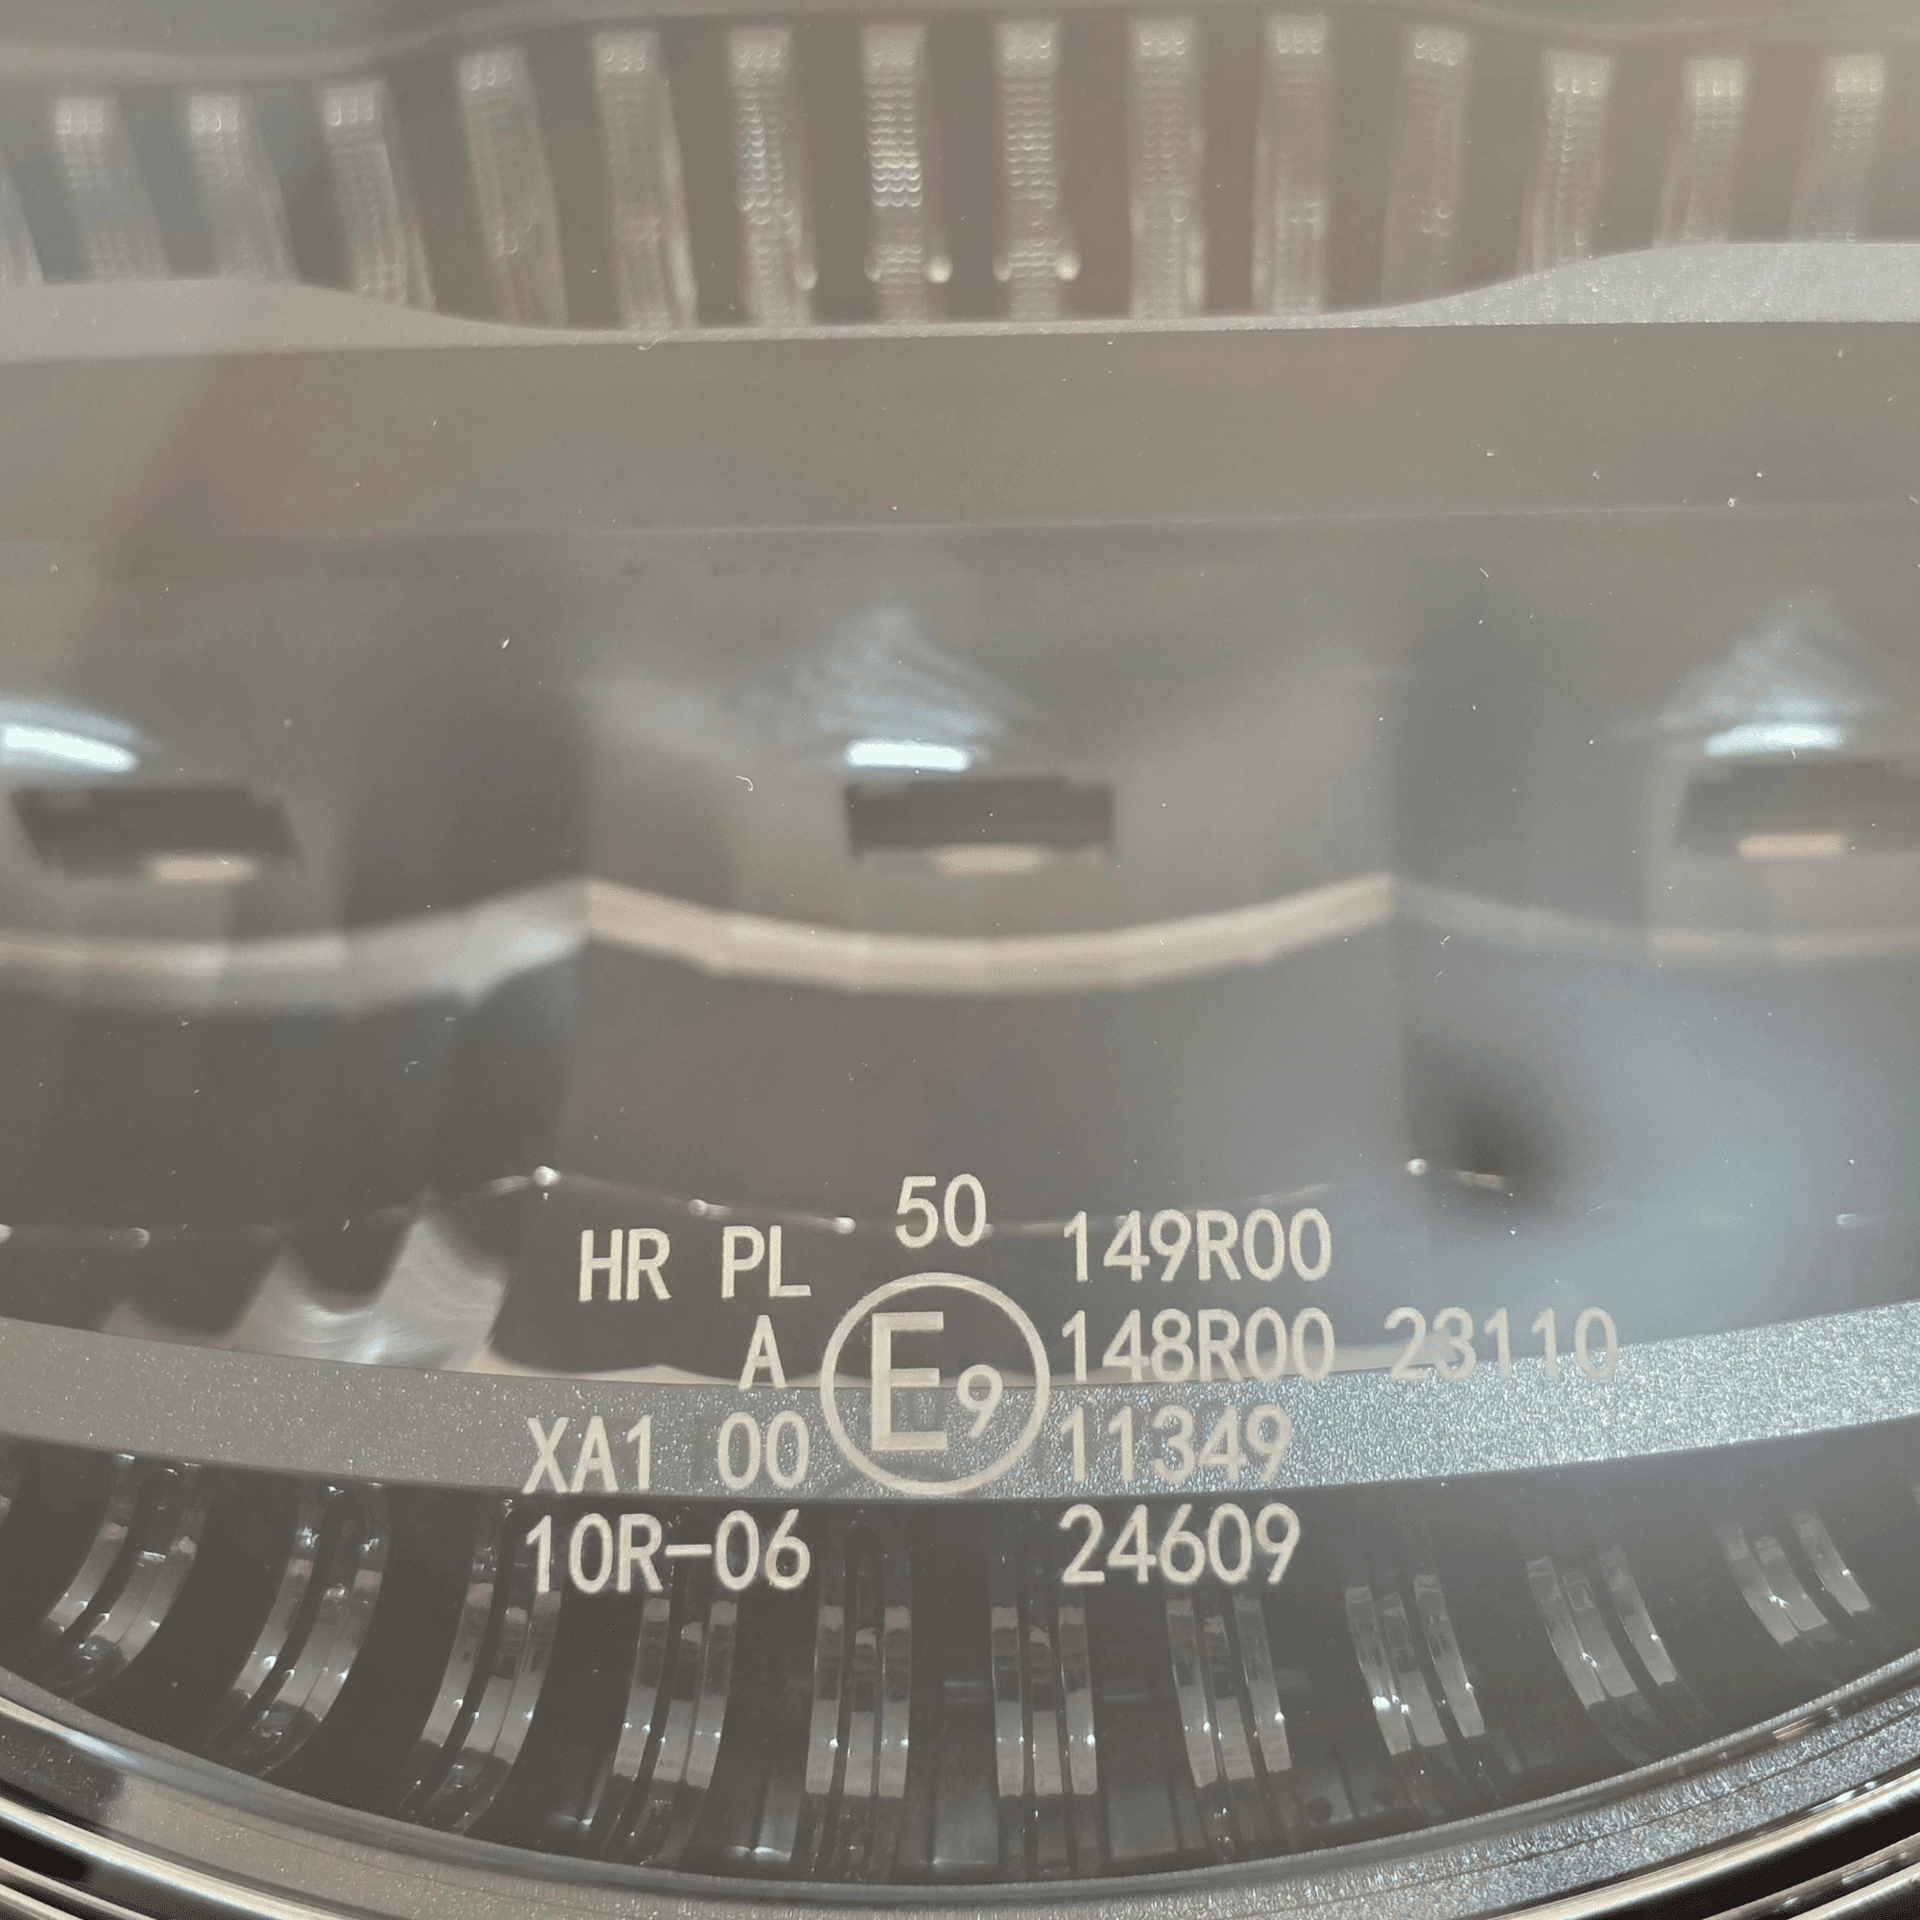 50
HR PL 149R00
A E9 148R00 23110
XA1 00 11349
10R-06 24609